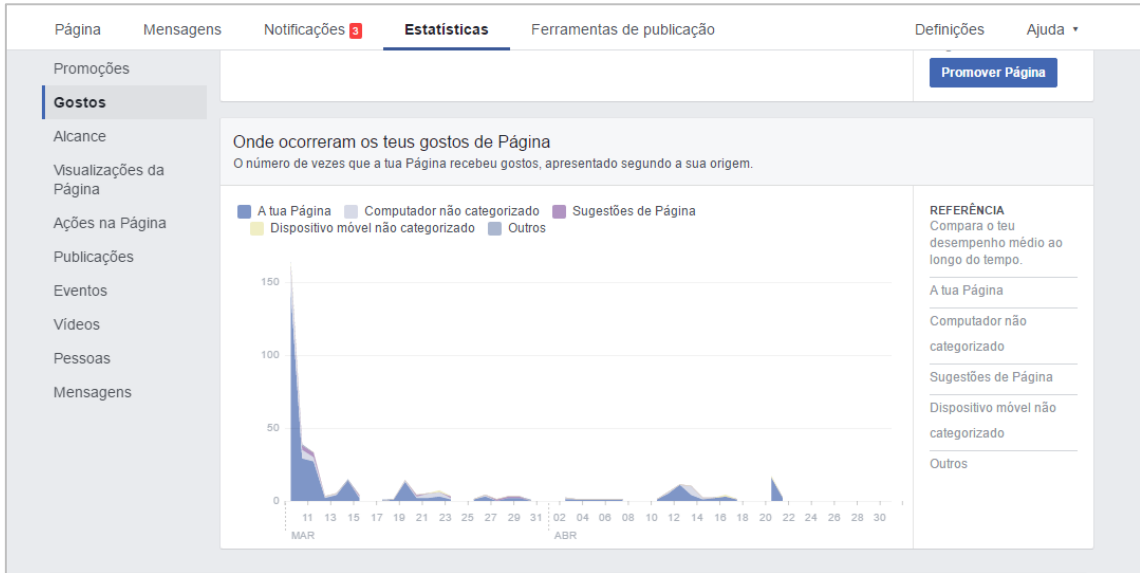 Página Mensagens Notificações 3 Estatísticas Ferramentas de publicação Definições Ajuda
Promoções
Gostos
Alcance
Visualizações da
Página
Ações na Página
Publicações
Eventos
Vídeos
Pessoas
Mensagens
Promover Página
Onde ocorreram os teus gostos de Página
O número de vezes que a tua Página recebeu gostos, apresentado segundo a sua origem.
A tua Página Computador não categorizado Sugestões de Página
Dispositivo móvel não categorizado Outros
150
100
50
0
11 13 15 17 19 21 23 25 27 29 31 02 04 06 08 10 12 14 16 18 20 22 24 26 28 30
MAR ABR
REFERÊNCIA
Compara o teu
desempenho médio ao
longo do tempo.
A tua Página
Computador não
categorizado
Sugestões de Página
Dispositivo móvel não
categorizado
Outros